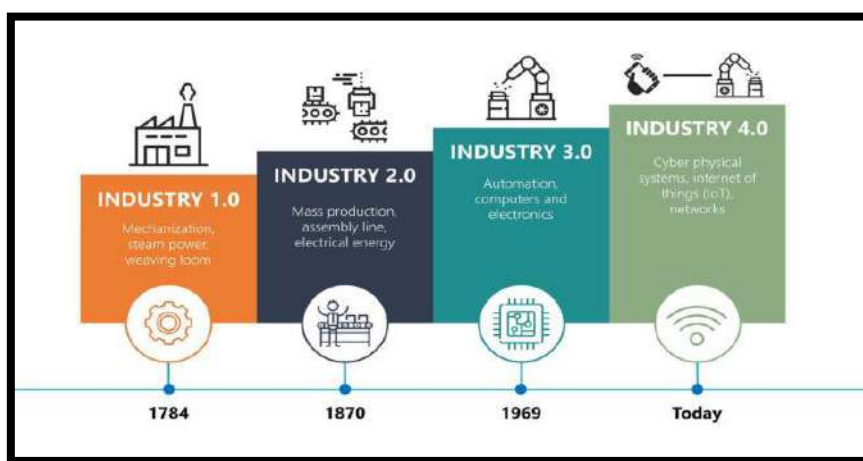 INDUSTRY 1.0
Mechanization,
steam power,
weaving loom
INDUSTRY 2.0
Mass production,
assembly line,
electrical energy
INDUSTRY 3.0
Automation,
computers and
electronics
INDUSTRY 4.0
Cyber physical
systems, internet of
things (IoT),
networks
1784
1870
1969
Today